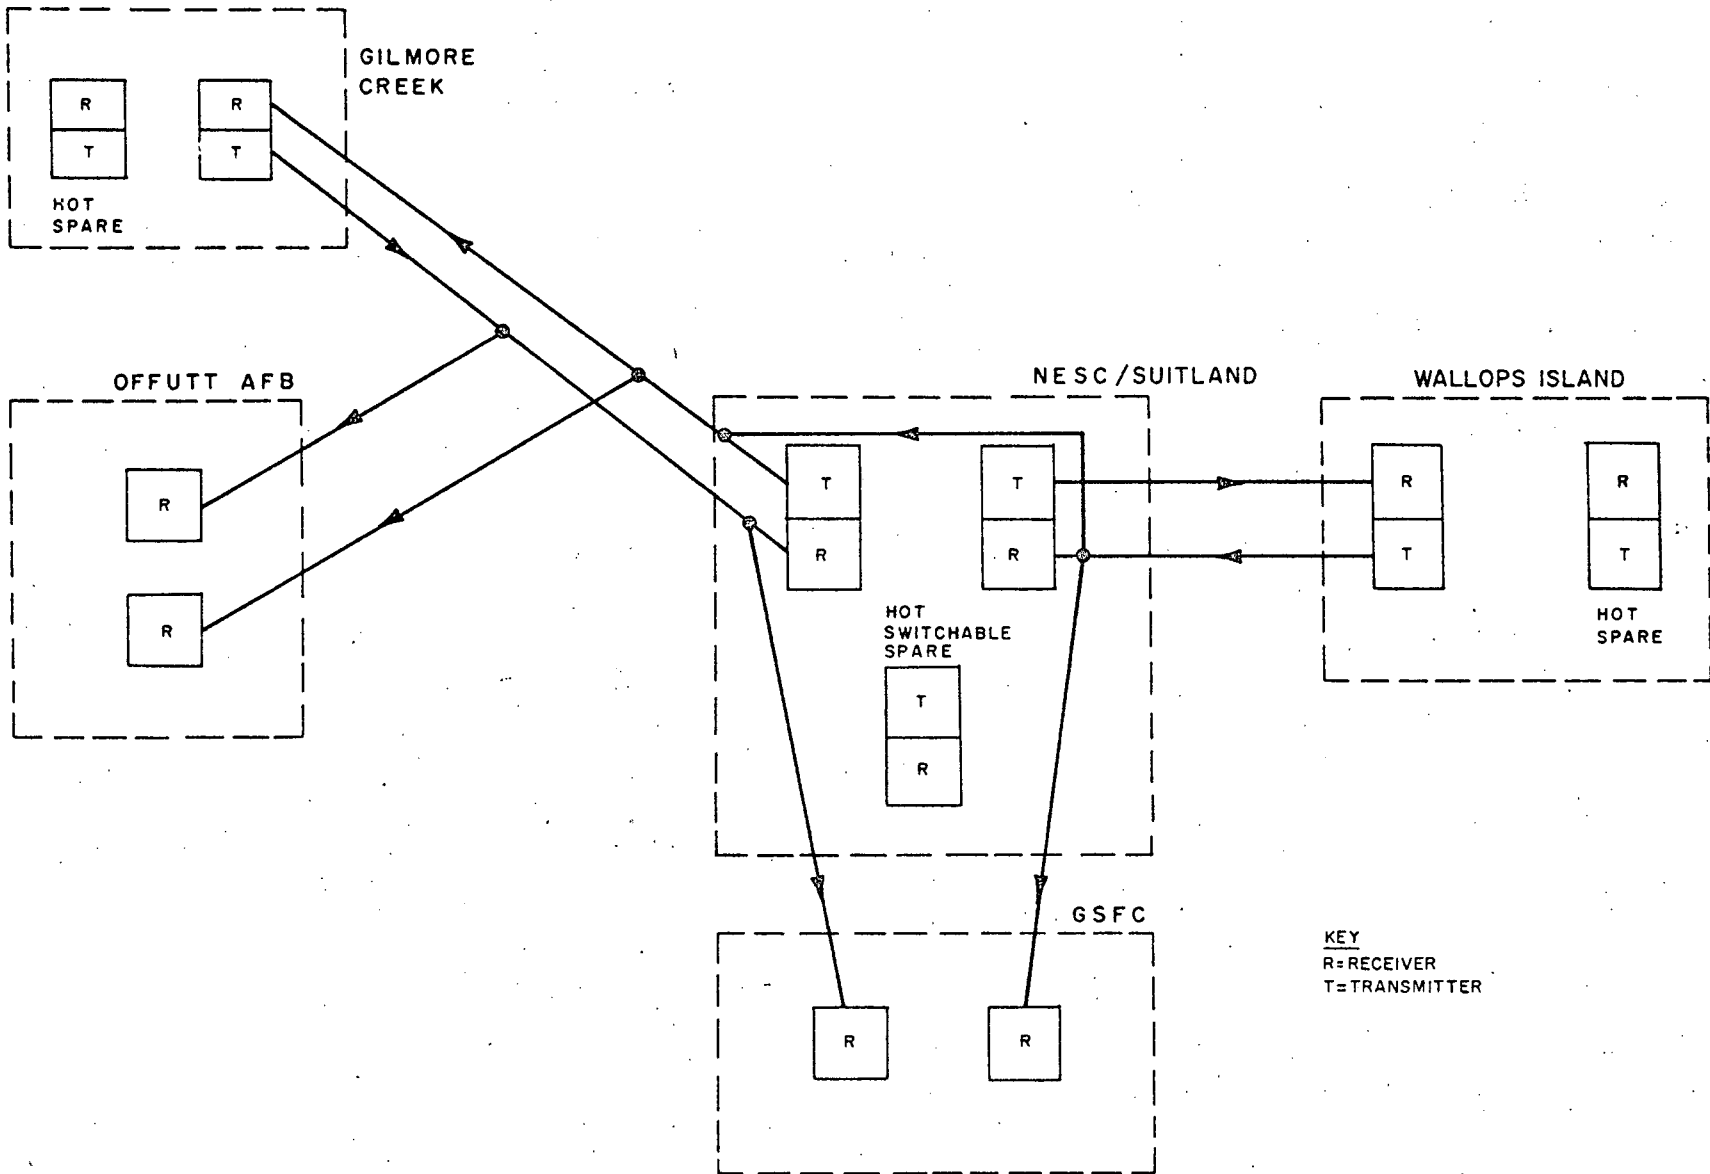 GILMORE
CREEK
R
R
T
T
HOT
SPARE
OFFUTT AFB
R
R
NESC/SUITLAND
T
T
R
R
HOT
SWITCHABLE
SPARE
T
R
WALLOPS ISLAND
R
R
T
T
HOT
SPARE
GSFC
R
R
KEY
R=RECEIVER
T=TRANSMITTER